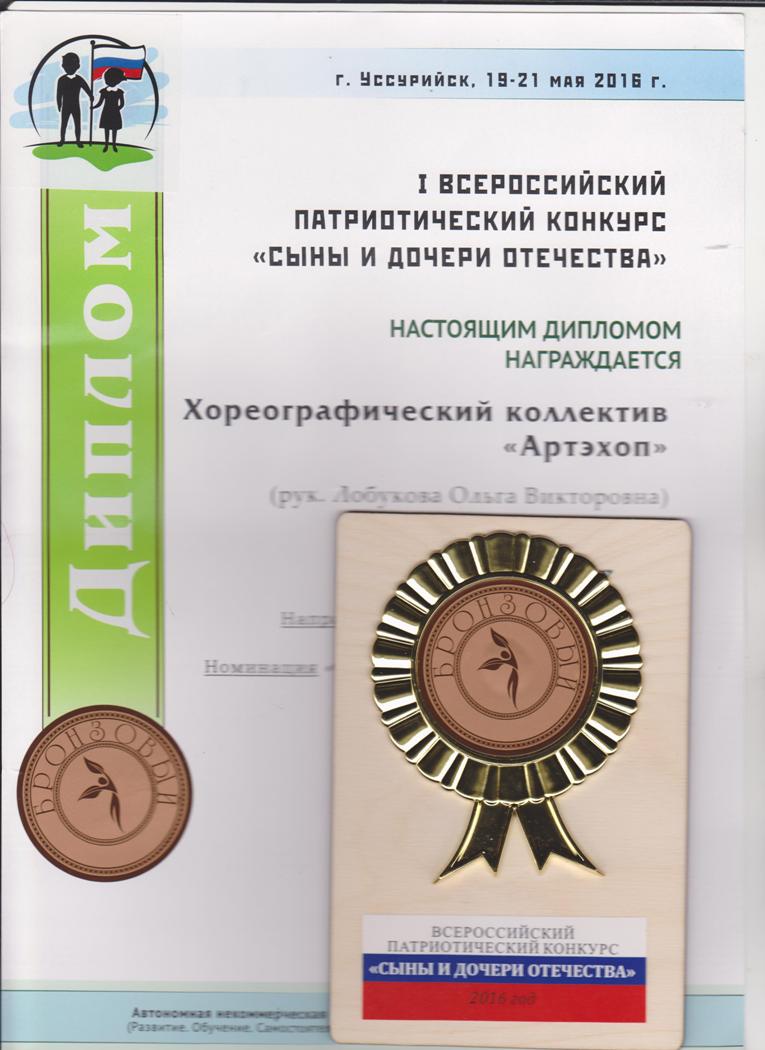 г. Уссурийск, 19-21 мая 2016 г.
I ВСЕРОССИЙСКИЙ
ПАТРИОТИЧЕСКИЙ КОНКУРС
«СЫНЫ И ДОЧЕРИ ОТЕЧЕСТВА»
Диплом
НАСТОЯЩИМ ДИПЛОМОМ
НАГРАЖДАЕТСЯ
Хореографический коллектив
«Артэхоп»
(рук. Лобукова Ольга Викторовна)
Номинация
БРОНЗОВЫЙ
БРОНЗОВЫЙ
ВСЕРОССИЙСКИЙ
ПАТРИОТИЧЕСКИЙ КОНКУРС
«СЫНЫ И ДОЧЕРИ ОТЕЧЕСТВА»
2016 год
Автономная некоммерческая
(Развитие. Обучение.